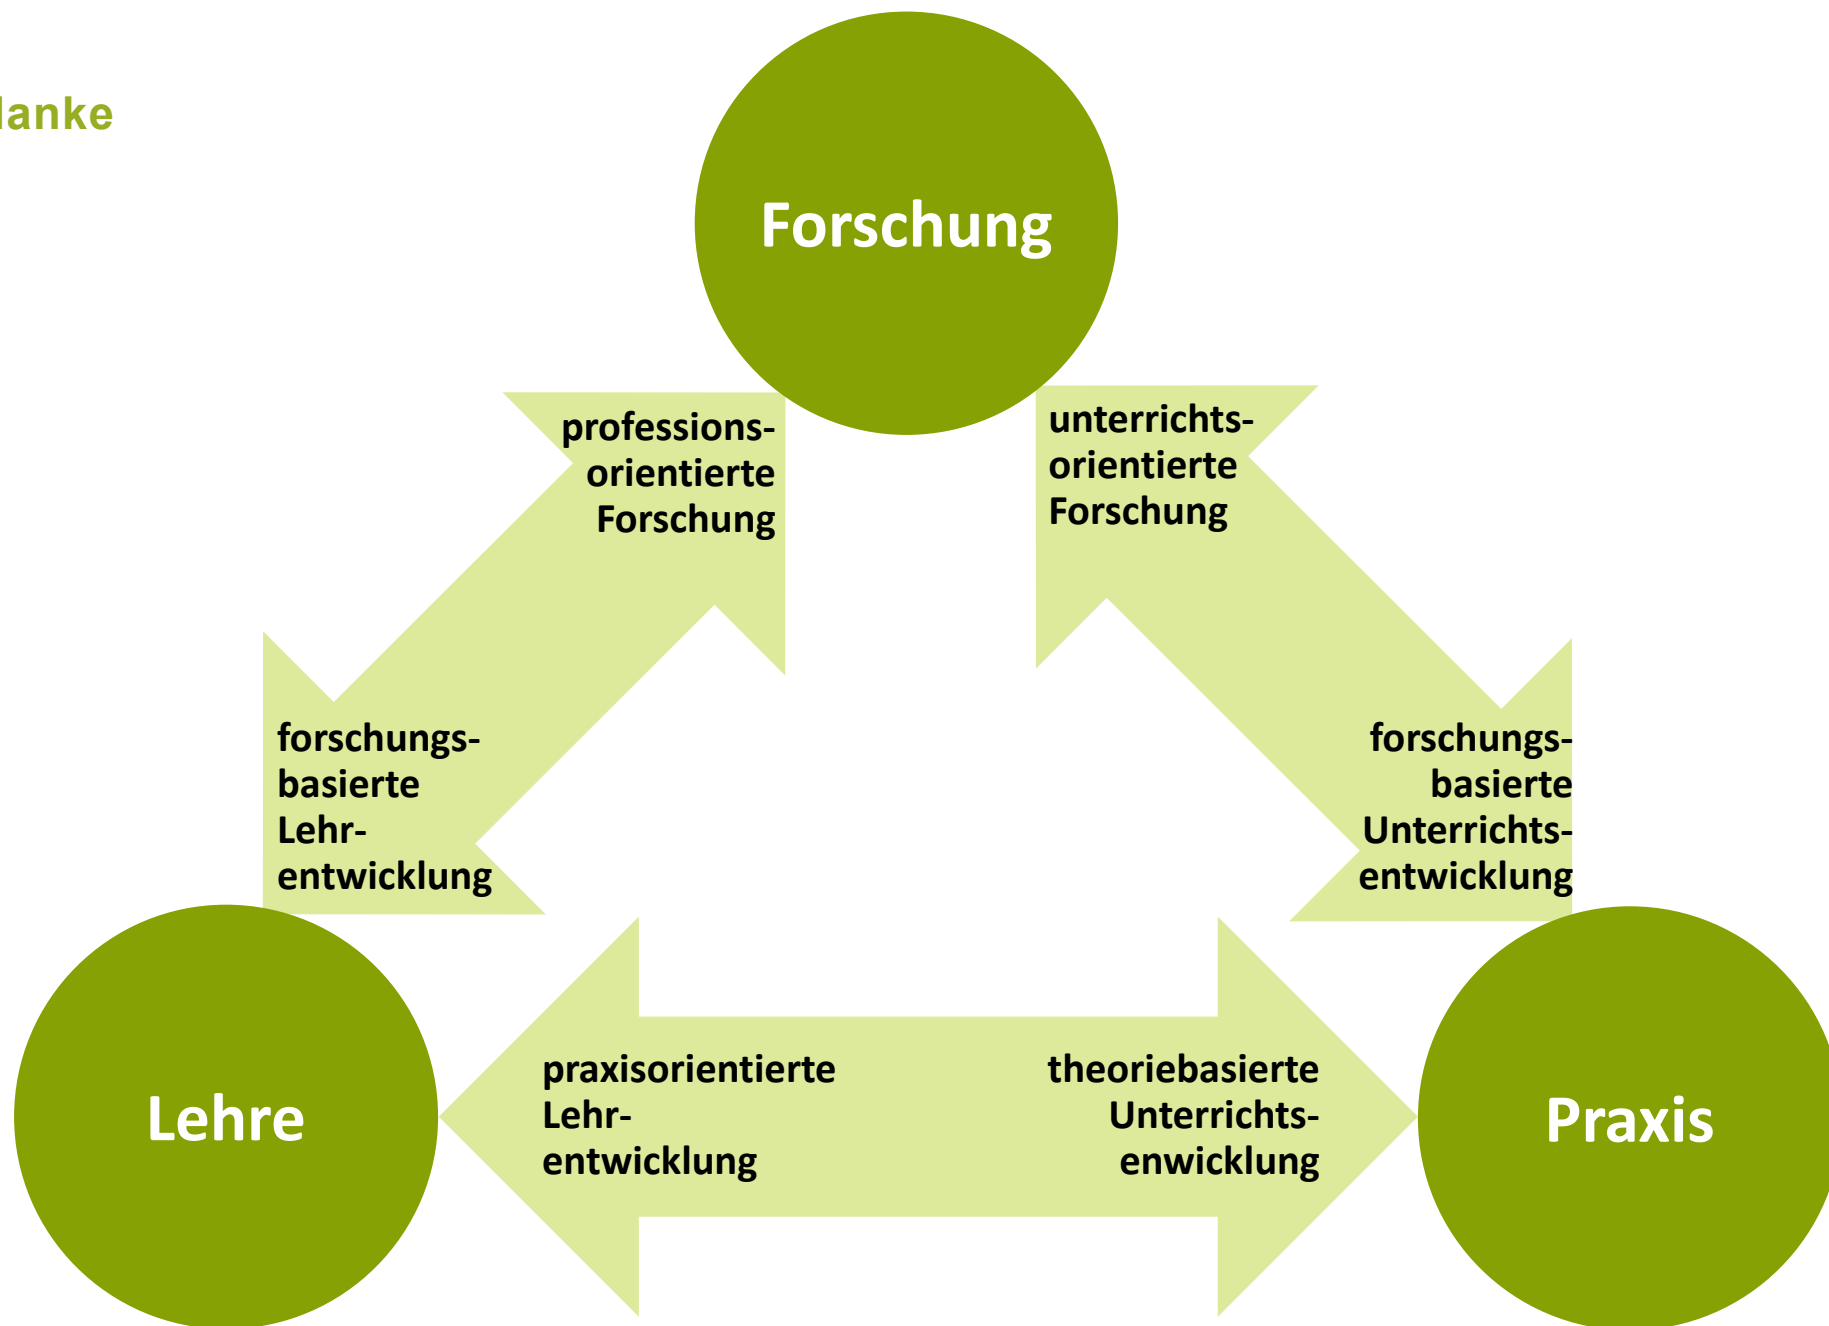 lanke
Forschung
professions-
orientierte
Forschung
unterrichts-
orientierte
Forschung
forschungs-
basierte
Lehr-
entwicklung
forschungs-
basierte
Unterrichts-
entwicklung
Lehre
praxisorientierte
Lehr-
entwicklung
theoriebasierte
Unterrichts-
enwicklung
Praxis